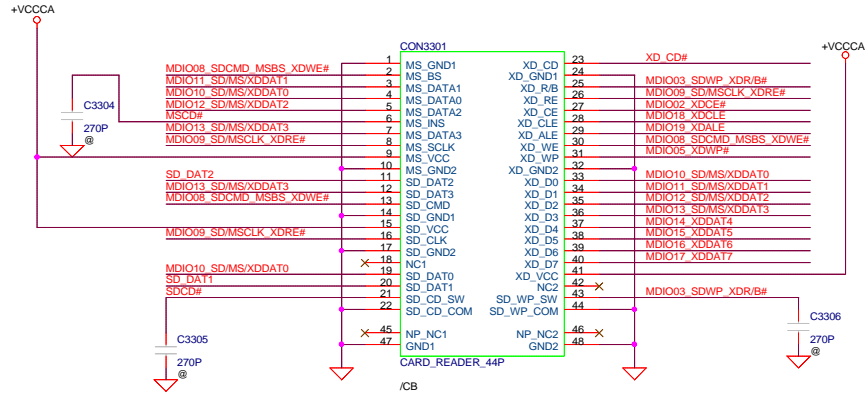 +VCCCA
CON3301
+VCCCA
MDIO08_SDCMD_MSBS_XDWE# 1 MS_GND1 XD_CD 23 XD_CD#
2 MS_BS XD_GND1 24
MDIO11_SD/MS/XDDAT1 3 MS_DATA1 XD_R/B 25 MDIO03_SDWP_XDR/B#
MDIO10_SD/MS/XDDAT0 4 MS_DATA0 XD_RE 26 MDIO09_SD/MSCLK_XDRE#
MDIO12_SD/MS/XDDAT2 5 MS_DATA2 XD_CE 27 MDIO02_XDCE#
MSCD# 6 MS_INS XD_CLE 28 MDIO18_XDCLE
MDIO13_SD/MS/XDDAT3 7 MS_DATA3 XD_ALE 29 MDIO19_XDALE
MDIO09_SD/MSCLK_XDRE# 8 MS_SCLK XD_WE 30 MDIO08_SDCMD_MSBS_XDWE#
9 MS_VCC XD_WP 31 MDIO05_XDWP#
10 MS_GND2 XD_GND2 32
SD_DAT2 11 SD_DAT2 XD_D0 33 MDIO10_SD/MS/XDDAT0
MDIO13_SD/MS/XDDAT3 12 SD_DAT3 XD_D1 34 MDIO11_SD/MS/XDDAT1
MDIO08_SDCMD_MSBS_XDWE# 13 SD_CMD XD_D2 35 MDIO12_SD/MS/XDDAT2
14 SD_GND1 XD_D3 36 MDIO13_SD/MS/XDDAT3
15 SD_VCC XD_D4 37 MDIO14_XDDAT4
MDIO09_SD/MSCLK_XDRE# 16 SD_CLK XD_D5 38 MDIO15_XDDAT5
17 SD_GND2 XD_D6 39 MDIO16_XDDAT6
18 NC1 XD_D7 40 MDIO17_XDDAT7
MDIO10_SD/MS/XDDAT0 19 SD_DAT0 XD_VCC 41
SD_DAT1 20 SD_DAT1 NC2 42
SDCD# 21 SD_CD_SW SD_WP_SW 43 MDIO03_SDWP_XDR/B#
22 SD_CD_COM SD_WP_COM 44
45 NP_NC1 NP_NC2 46
47 GND1 GND2 48
CARD_READER_44P
/CB
C3304
270P
@
C3305
270P
@
C3306
270P
@